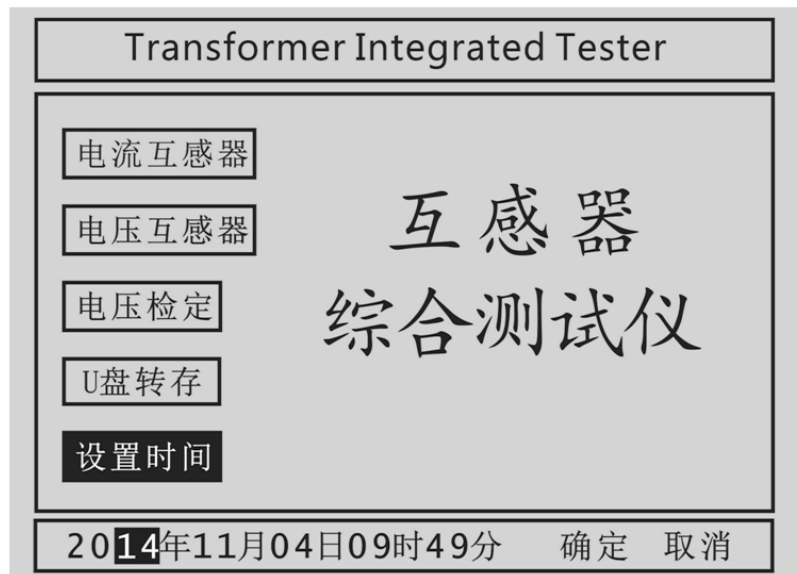 Transformer Integrated Tester
电流互感器
电压互感器
电压检定
U盘转存
设置时间
互感器
综合测试仪
2014年11月04日09时49分 确定 取消